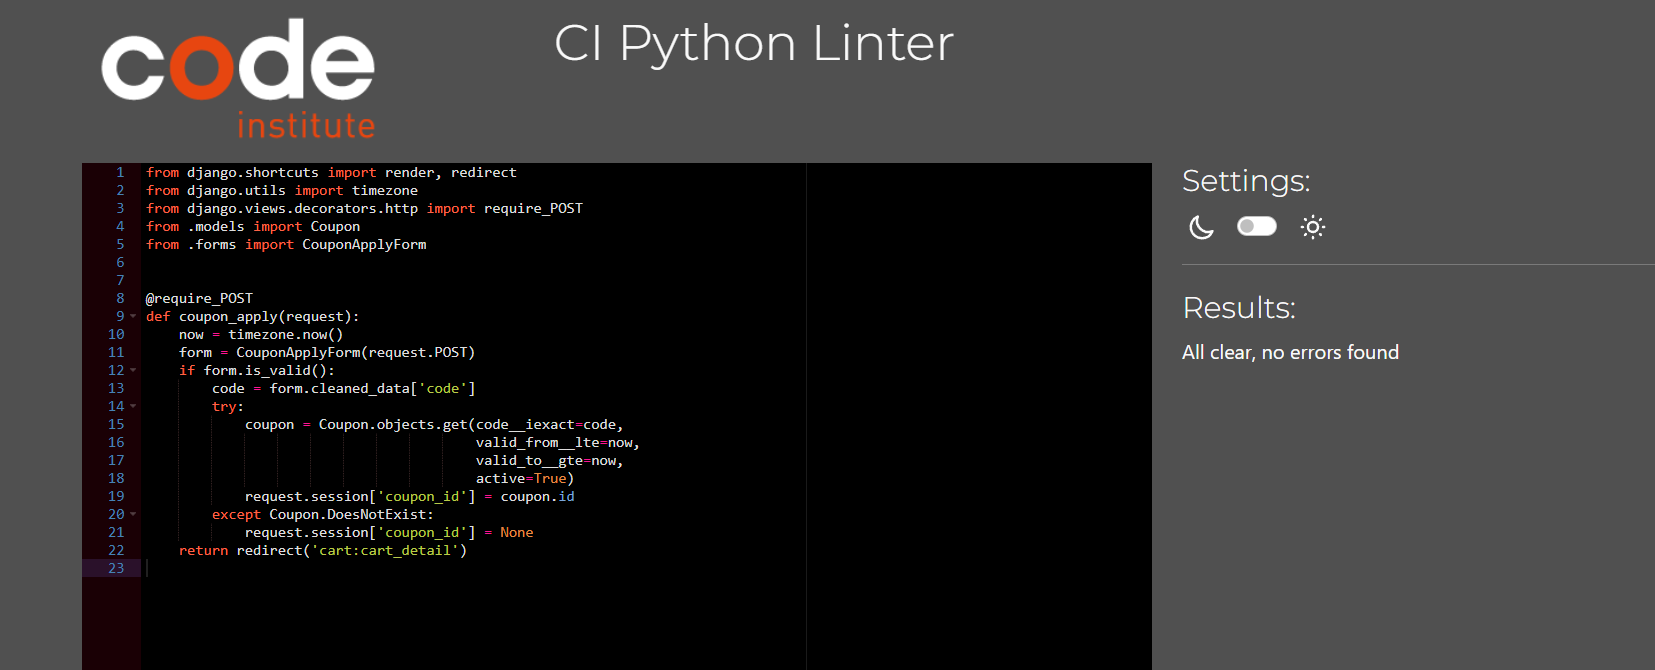 code
institute
CI Python Linter
1 from django.shortcuts import render, redirect
2 from django.utils import timezone
3 from django.views.decorators.http import require_POST
4 from .models import Coupon
5 from .forms import CouponApplyForm
6
7
8 @require_POST
9 def coupon_apply(request):
10     now = timezone.now()
11     form = CouponApplyForm(request.POST)
12     if form.is_valid():
13         code = form.cleaned_data['code']
14         try:
15             coupon = Coupon.objects.get(code__iexact=code,
16                                         valid_from__lte=now,
17                                         valid_to__gte=now,
18                                         active=True)
19             request.session['coupon_id'] = coupon.id
20         except Coupon.DoesNotExist:
21             request.session['coupon_id'] = None
22     return redirect('cart:cart_detail')
23
Settings:
Results:
All clear, no errors found